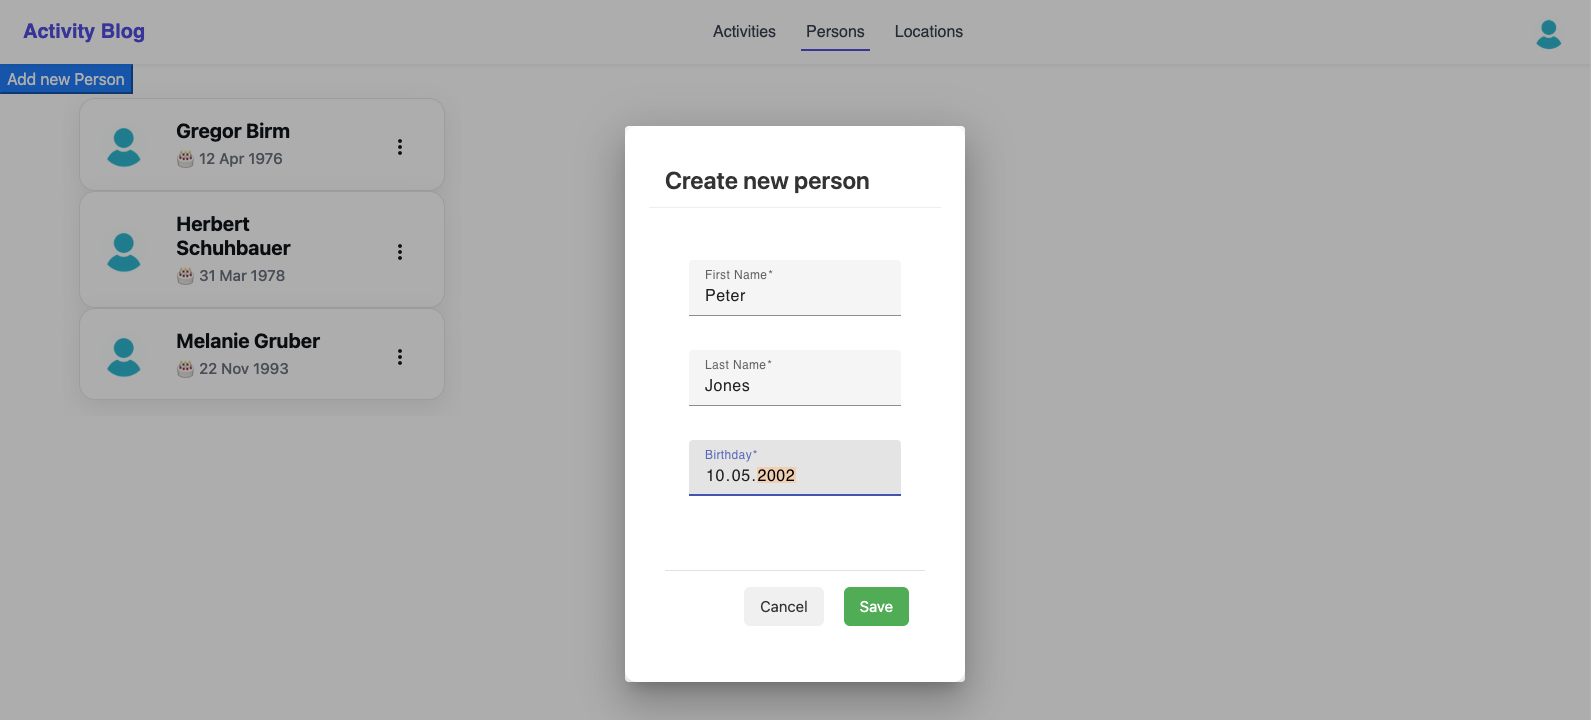 Activity Blog
Activities
Persons
Locations
Add new Person
Gregor Birm
12 Apr 1976
Herbert
Schuhbauer
31 Mar 1978
Melanie Gruber
22 Nov 1993
Create new person
First Name*
Peter
Last Name*
Jones
Birthday*
10.05.2002
Cancel
Save